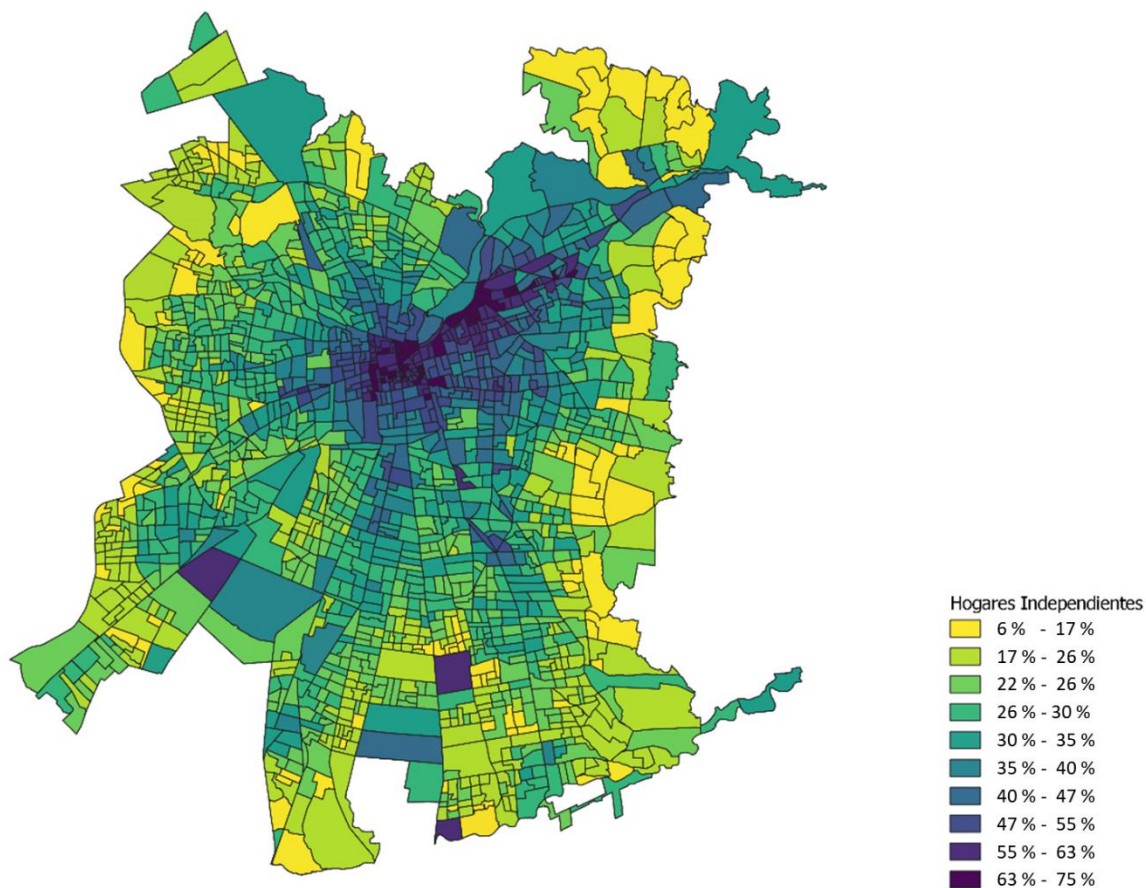 Hogares Independientes
6 % - 17 %
17 % - 26 %
22 % - 26 %
26 % - 30 %
30 % - 35 %
35 % - 40 %
40 % - 47 %
47 % - 55 %
55 % - 63 %
63 % - 75 %